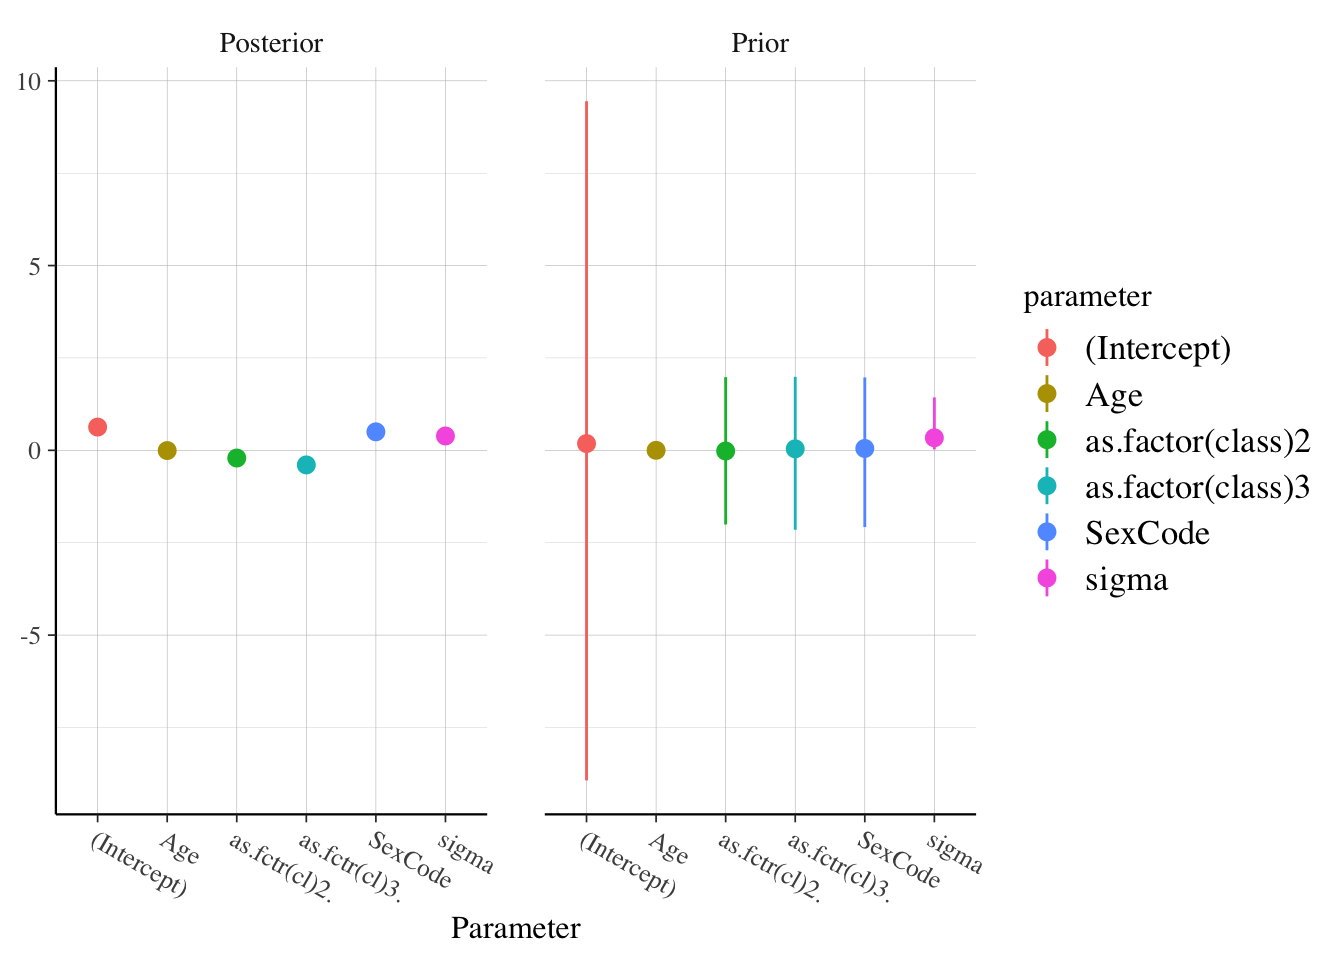 Posterior
Prior
10
5
0
-5
(Intercept)
Age
as.fctr(cl)2.
as.fctr(cl)3.
SexCode
sigma
(Intercept)
Age
as.fctr(cl)2.
as.fctr(cl)3.
SexCode
sigma
Parameter
parameter
(Intercept)
Age
as.factor(class)2
as.factor(class)3
SexCode
sigma